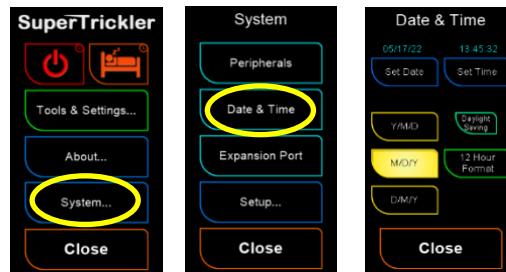 SuperTrickler
Tools & Settings...
About...
System...
Close
System
Peripherals
Date & Time
Expansion Port
Setup...
Close
Date & Time
05/17/22 13:45:32
Set Date Set Time
Y/M/D
Daylight
Saving
M/D/Y
12 Hour
Format
D/M/Y
Close